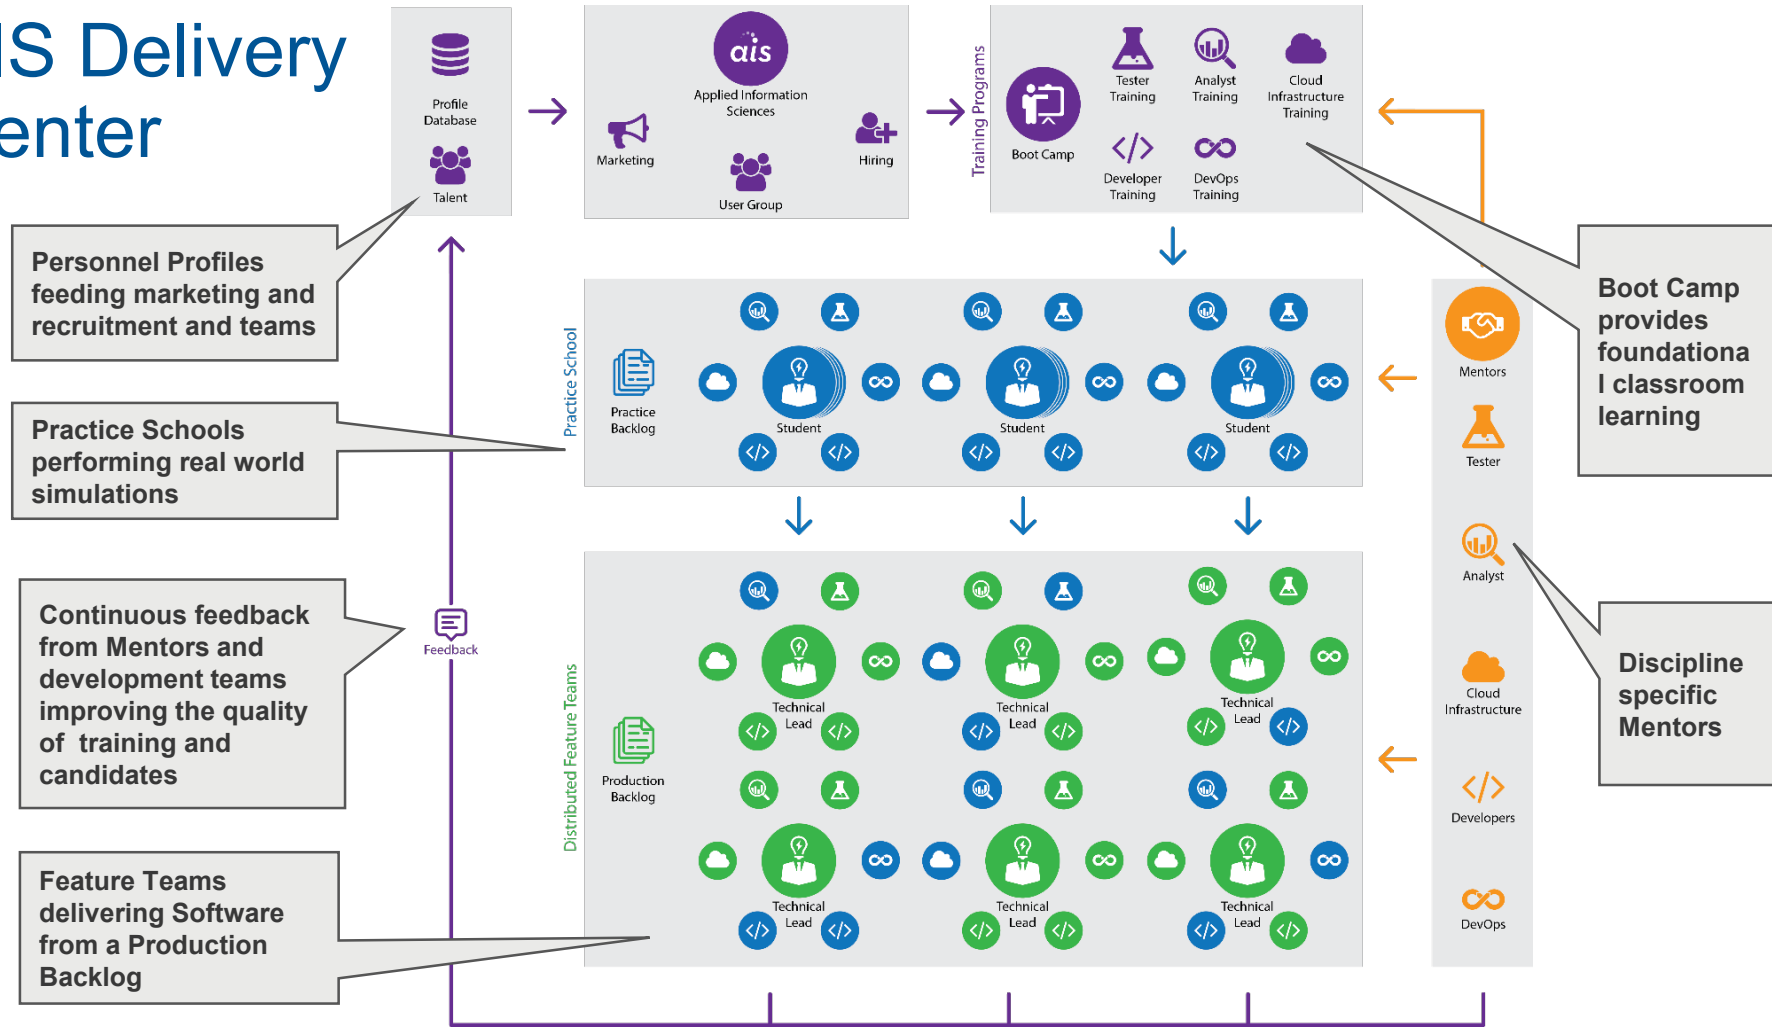 IS Delivery
enter
Profile
Database
Talent
ais
Applied Information
Sciences
Marketing
User Group
Hiring
Training Programs
Boot Camp
Tester
Training
Analyst
Training
Cloud
Infrastructure
Training
Developer
Training
DevOps
Training
Personnel Profiles
feeding marketing and
recruitment and teams
Boot Camp
provides
foundationa
l classroom
learning
Practice School
Practice
Backlog
Student
Student
Student
Mentors
Tester
Analyst
Cloud
Infrastructure
Developers
DevOps
Practice Schools
performing real world
simulations
Continuous feedback
from Mentors and
development teams
improving the quality
of training and
candidates
Feedback
Discipline
specific
Mentors
Distributed Feature Teams
Production
Backlog
Technical
Lead
Technical
Lead
Technical
Lead
Technical
Lead
Technical
Lead
Technical
Lead
Feature Teams
delivering Software
from a Production
Backlog